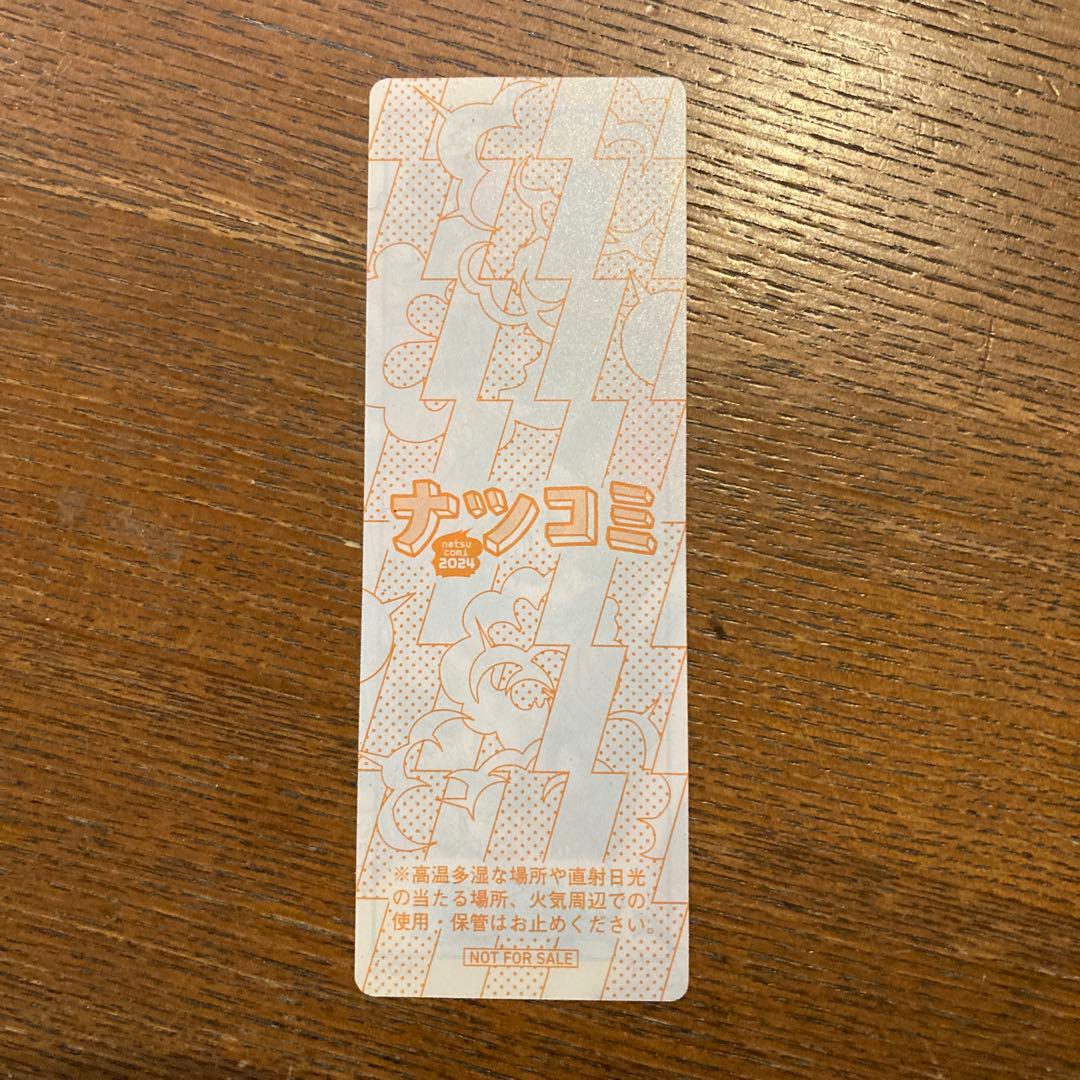 ナツコミ
natsu
comi
2024
※高温多湿な場所や直射日光
の当たる場所、火気周辺での
使用・保管はお止めください。
NOT FOR SALE